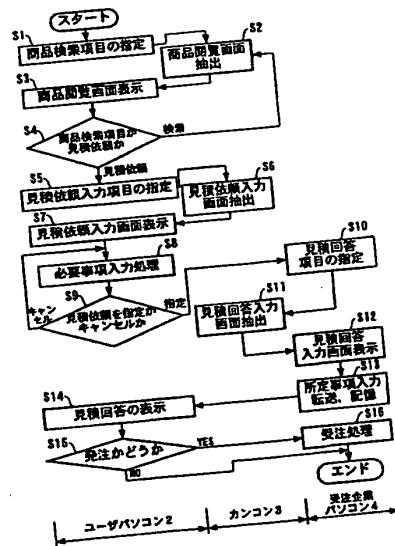 スタート
S1
商品検索項目の指定
S2
商品閲覧画面
抽出
S3
商品閲覧画面表示
S4
商品検索項目か
見積依頼か
検索
見積依頼
S5
見積依頼入力項目の指定
S6
見積依頼入力
画面抽出
S7
見積依頼入力画面表示
S8
必要事項入力処理
S9
見積依頼を指定か
キャンセルか
キャン
セル
指定
S10
見積回答
項目の指定
S11
見積回答入力
画面抽出
S12
見積回答
入力画面表示
S13
所定事項入力
転送、記憶
S14
見積回答の表示
S15
発注かどうか
YES
NO
S16
受注処理
エンド
ユーザパソコン2
カンコン3
受注企業
パソコン4